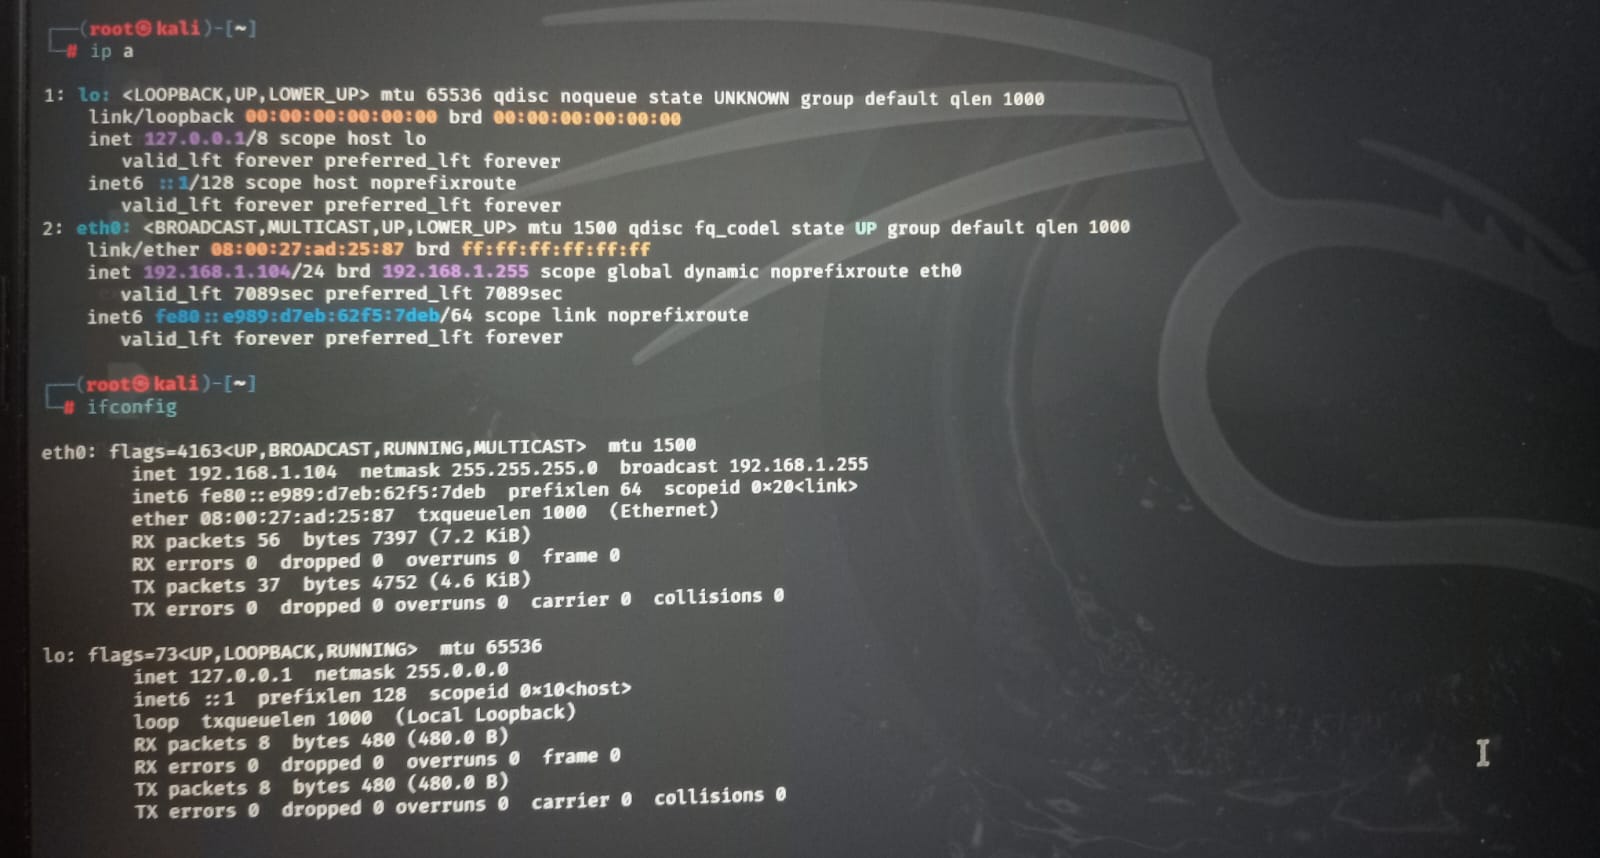 ┌──(root㉿kali)-[~]
└─# ip a
1: lo: <LOOPBACK,UP,LOWER_UP> mtu 65536 qdisc noqueue state UNKNOWN group default qlen 1000
link/loopback 00:00:00:00:00:00 brd 00:00:00:00:00:00
inet 127.0.0.1/8 scope host lo
valid_lft forever preferred_lft forever
inet6 ::1/128 scope host noprefixroute
valid_lft forever preferred_lft forever
2: eth0: <BROADCAST,MULTICAST,UP,LOWER_UP> mtu 1500 qdisc fq_codel state UP group default qlen 1000
link/ether 08:00:27:ad:25:87 brd ff:ff:ff:ff:ff:ff
inet 192.168.1.104/24 brd 192.168.1.255 scope global dynamic noprefixroute eth0
valid_lft 7089sec preferred_lft 7089sec
inet6 fe80::e989:d7eb:62f5:7deb/64 scope link noprefixroute
valid_lft forever preferred_lft forever
┌──(root㉿kali)-[~]
└─# ifconfig
eth0: flags=4163<UP,BROADCAST,RUNNING,MULTICAST>  mtu 1500
inet 192.168.1.104  netmask 255.255.255.0  broadcast 192.168.1.255
inet6 fe80::e989:d7eb:62f5:7deb  prefixlen 64  scopeid 0×20<link>
ether 08:00:27:ad:25:87  txqueuelen 1000  (Ethernet)
RX packets 56  bytes 7397 (7.2 KiB)
RX errors 0  dropped 0  overruns 0  frame 0
TX packets 37  bytes 4752 (4.6 KiB)
TX errors 0  dropped 0 overruns 0  carrier 0  collisions 0
lo: flags=73<UP,LOOPBACK,RUNNING>  mtu 65536
inet 127.0.0.1  netmask 255.0.0.0
inet6 ::1  prefixlen 128  scopeid 0×10<host>
loop  txqueuelen 1000  (Local Loopback)
RX packets 8  bytes 480 (480.0 B)
RX errors 0  dropped 0  overruns 0  frame 0
TX packets 8  bytes 480 (480.0 B)
TX errors 0  dropped 0 overruns 0  carrier 0  collisions 0